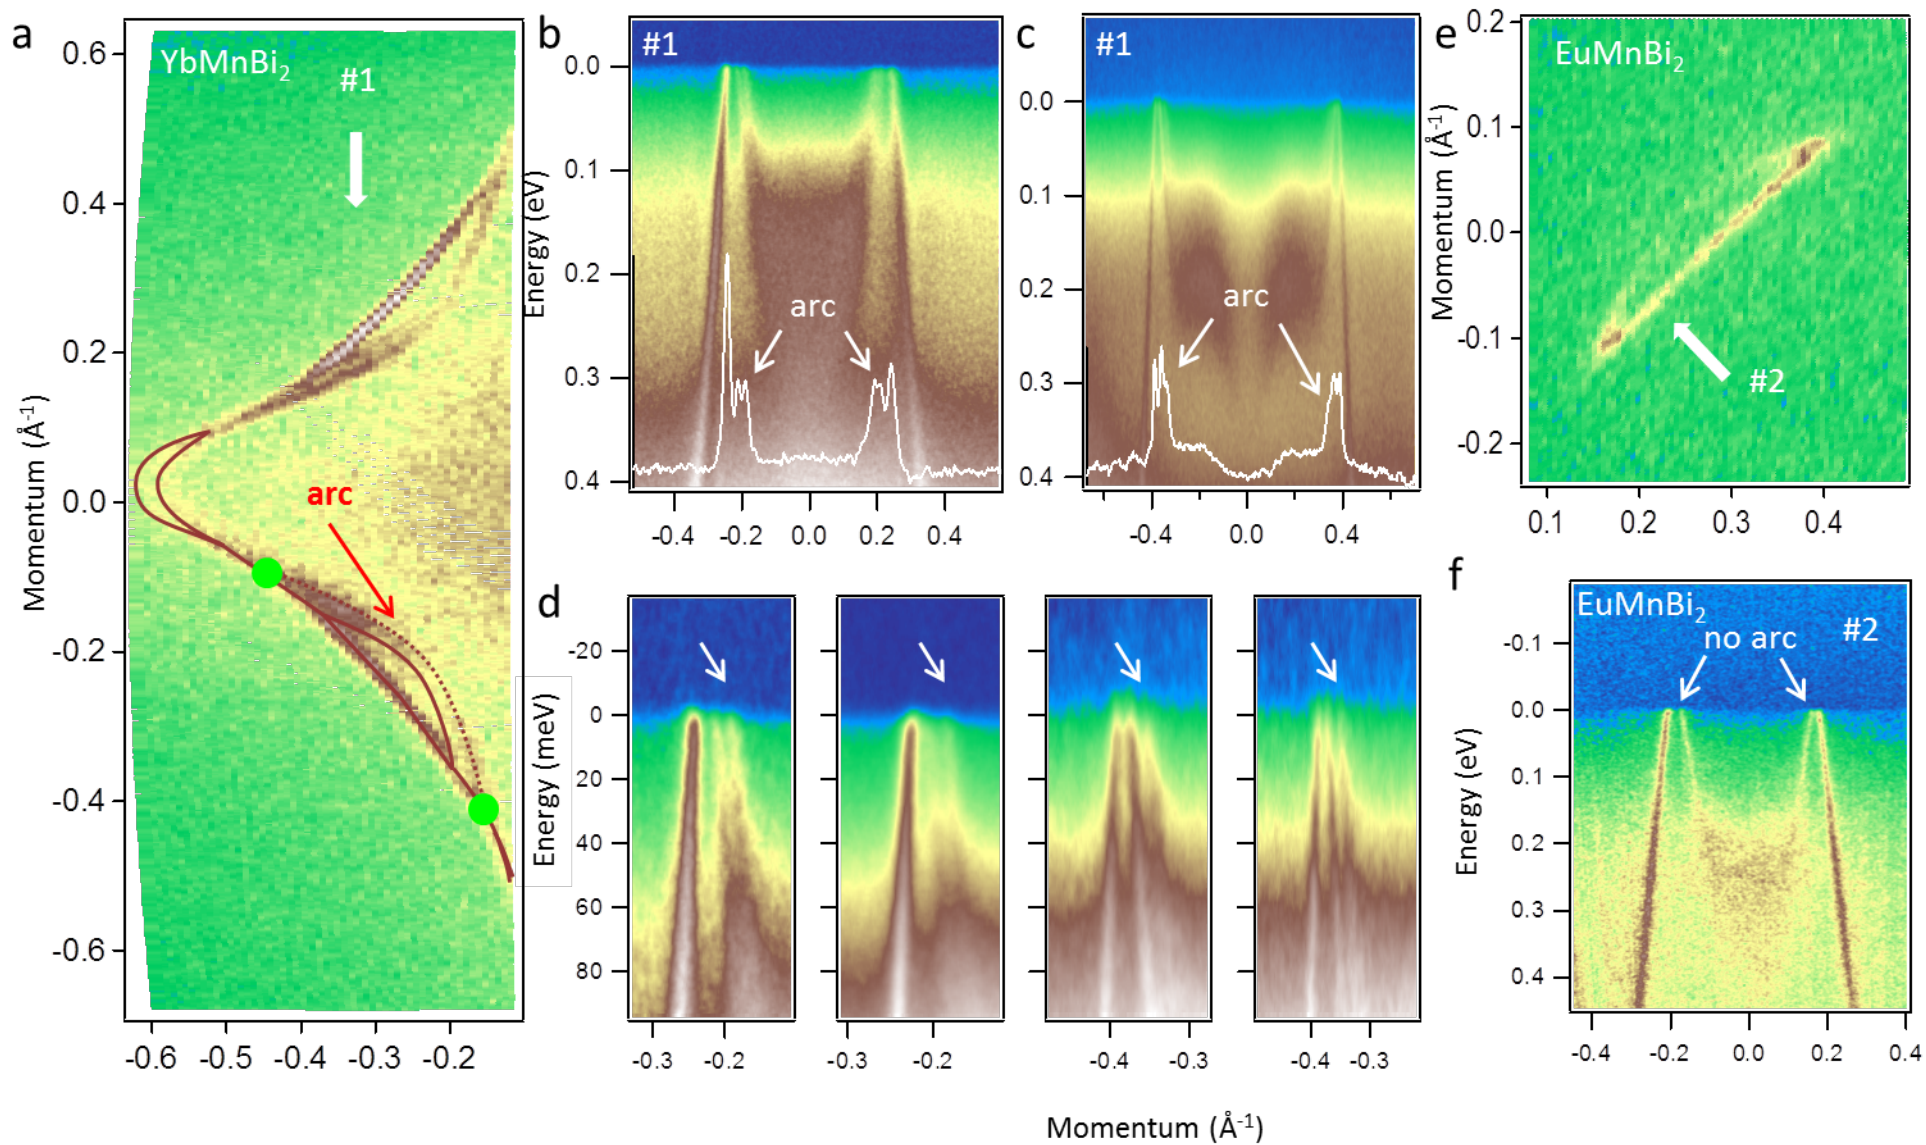 a
YbMnBi2
#1
arc
Momentum (Å-1)
0.6
0.4
0.2
0.0
-0.2
-0.4
-0.6
-0.6 -0.5 -0.4 -0.3 -0.2
b
#1
arc
Energy (eV)
0.0
0.1
0.2
0.3
0.4
-0.4 -0.2 0.0 0.2 0.4
c
#1
arc
0.0
0.1
0.2
0.3
0.4
-0.4 0.0 0.4
d
Energy (meV)
-20
0
20
40
60
80
-0.3 -0.2
-0.3 -0.2
-0.4 -0.3
-0.4 -0.3
e
EuMnBi2
#2
Momentum (Å-1)
0.2
0.1
0.0
-0.1
-0.2
0.1 0.2 0.3 0.4
f
EuMnBi2
no arc
#2
Energy (eV)
-0.1
0.0
0.1
0.2
0.3
0.4
-0.4 -0.2 0.0 0.2 0.4
Momentum (Å-1)